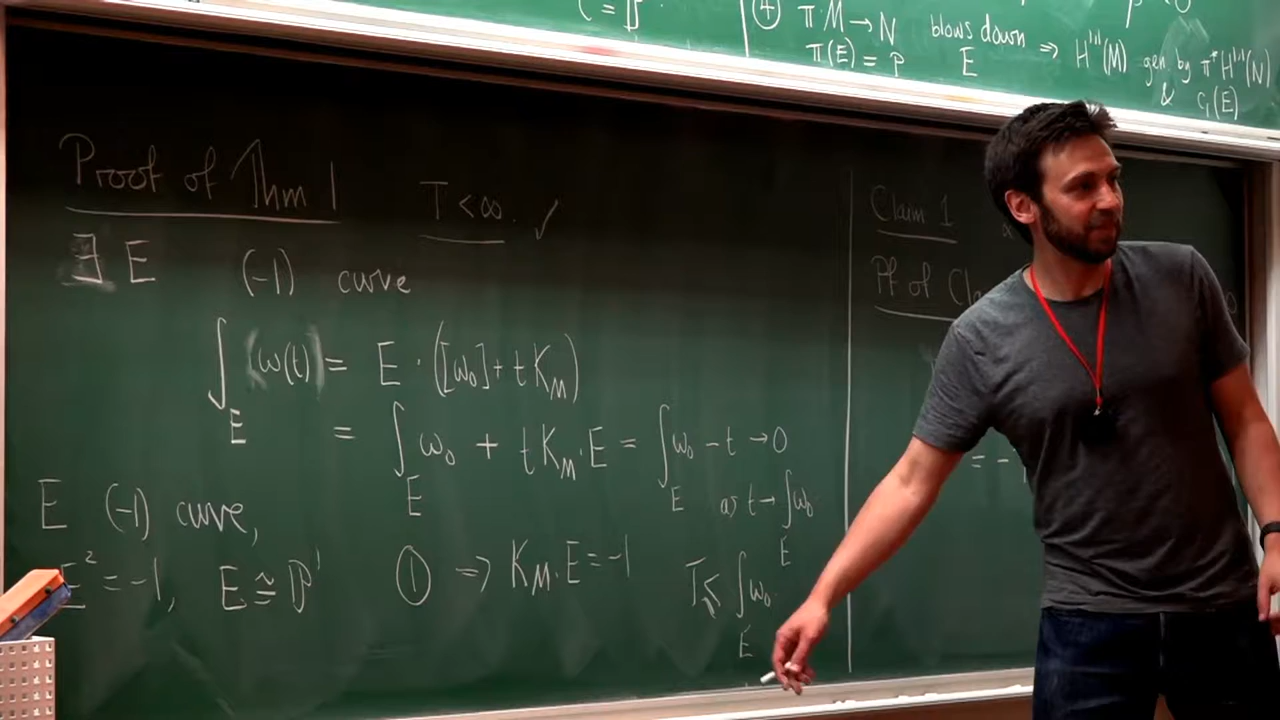 ④ π: M → N blows down ⇒ H^{1,1}(M) gen. by π*H^{1,1}(N)
π(E) = p E & c₁(E)
Proof of Thm 1 T < ∞. ✓
∃ E (-1) curve
∫_E ω(t) = E · ([ω₀] + t K_M)
= ∫_E ω₀ + t K_M · E = ∫_E ω₀ - t → 0
as t → ∫_E ω₀.
E (-1) curve,
E² = -1, E ≅ ℙ¹ ① ⇒ K_M · E = -1
T ≤ ∫_E ω₀.
Claim 1
Pf of Cla
= -